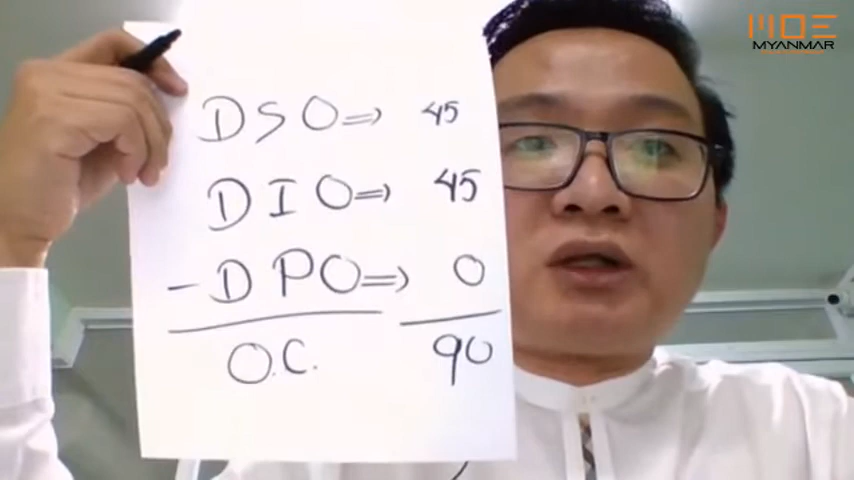 MOE
MYANMAR
DSO⇒ 45
DIO⇒ 45
-DPO⇒ 0
O.C. 90